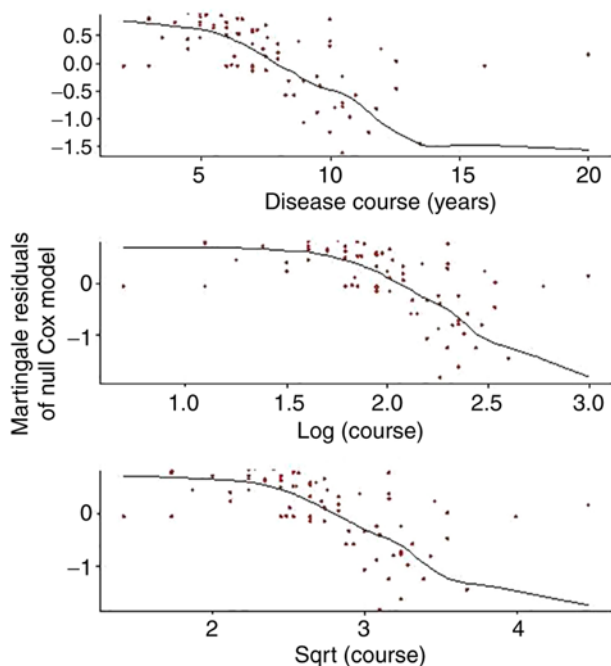 0.5
0.0
−0.5
−1.0
−1.5
5 10 15 20
Disease course (years)
Martingale residuals
of null Cox model
0
−1
1.0 1.5 2.0 2.5 3.0
Log (course)
0
−1
2 3 4
Sqrt (course)